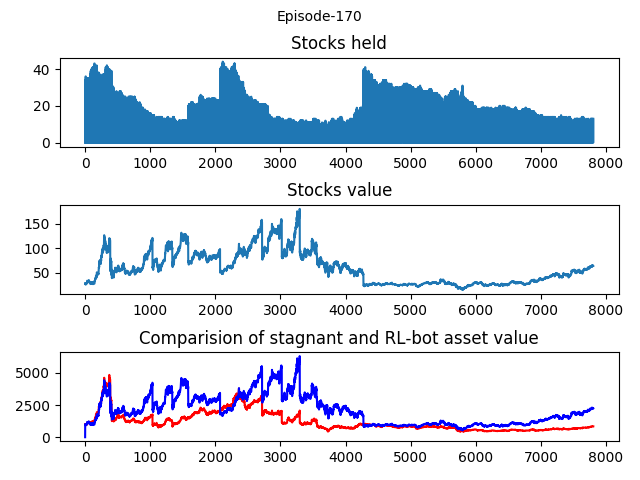 Episode-170
Stocks held
40
20
0
0 1000 2000 3000 4000 5000 6000 7000 8000
Stocks value
150
100
50
0 1000 2000 3000 4000 5000 6000 7000 8000
Comparision of stagnant and RL-bot asset value
5000
2500
0
0 1000 2000 3000 4000 5000 6000 7000 8000